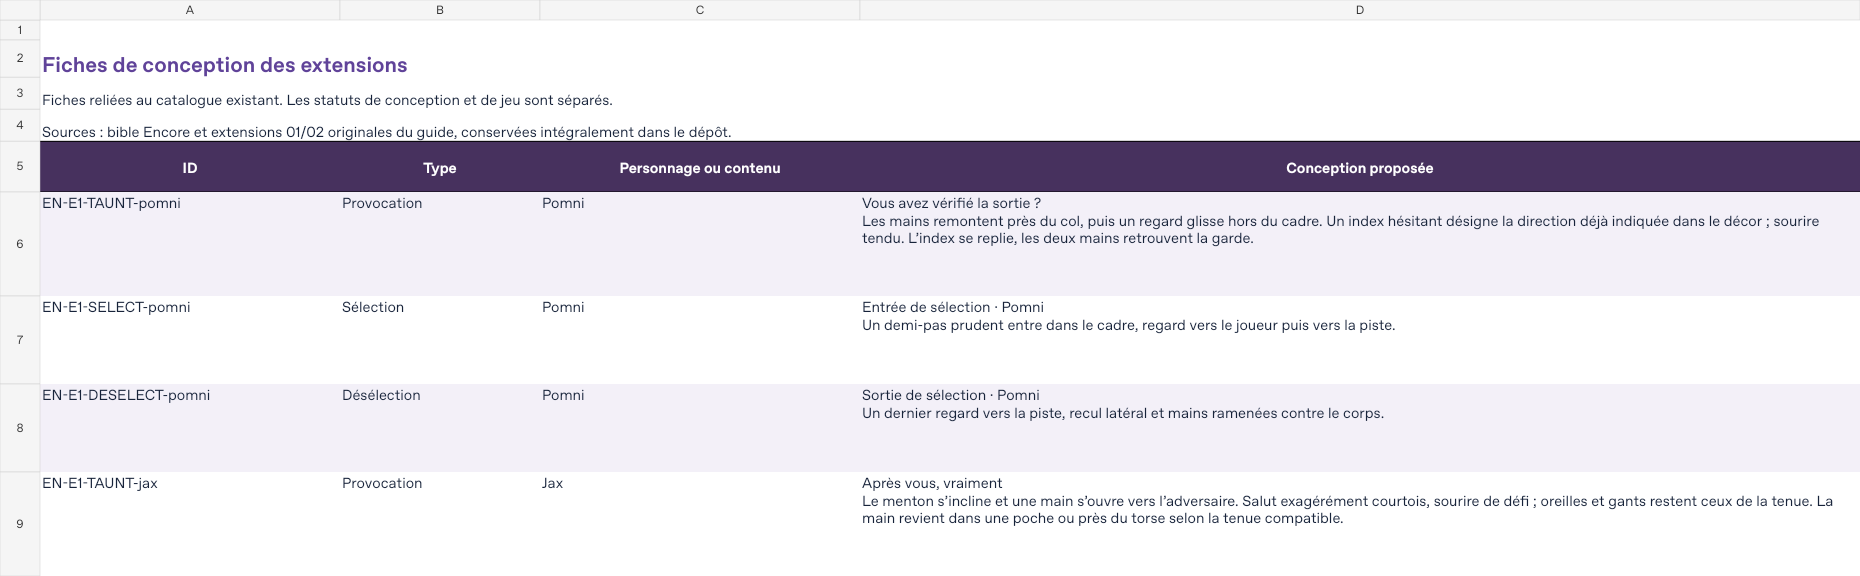 A B C D
1
2 Fiches de conception des extensions
3 Fiches reliées au catalogue existant. Les statuts de conception et de jeu sont séparés.
4 Sources : bible Encore et extensions 01/02 originales du guide, conservées intégralement dans le dépôt.
5 ID Type Personnage ou contenu Conception proposée
6 EN-E1-TAUNT-pomni Provocation Pomni Vous avez vérifié la sortie ?
Les mains remontent près du col, puis un regard glisse hors du cadre. Un index hésitant désigne la direction déjà indiquée dans le décor ; sourire
tendu. L’index se replie, les deux mains retrouvent la garde.
7 EN-E1-SELECT-pomni Sélection Pomni Entrée de sélection · Pomni
Un demi-pas prudent entre dans le cadre, regard vers le joueur puis vers la piste.
8 EN-E1-DESELECT-pomni Désélection Pomni Sortie de sélection · Pomni
Un dernier regard vers la piste, recul latéral et mains ramenées contre le corps.
9 EN-E1-TAUNT-jax Provocation Jax Après vous, vraiment
Le menton s’incline et une main s’ouvre vers l’adversaire. Salut exagérément courtois, sourire de défi ; oreilles et gants restent ceux de la tenue. La
main revient dans une poche ou près du torse selon la tenue compatible.